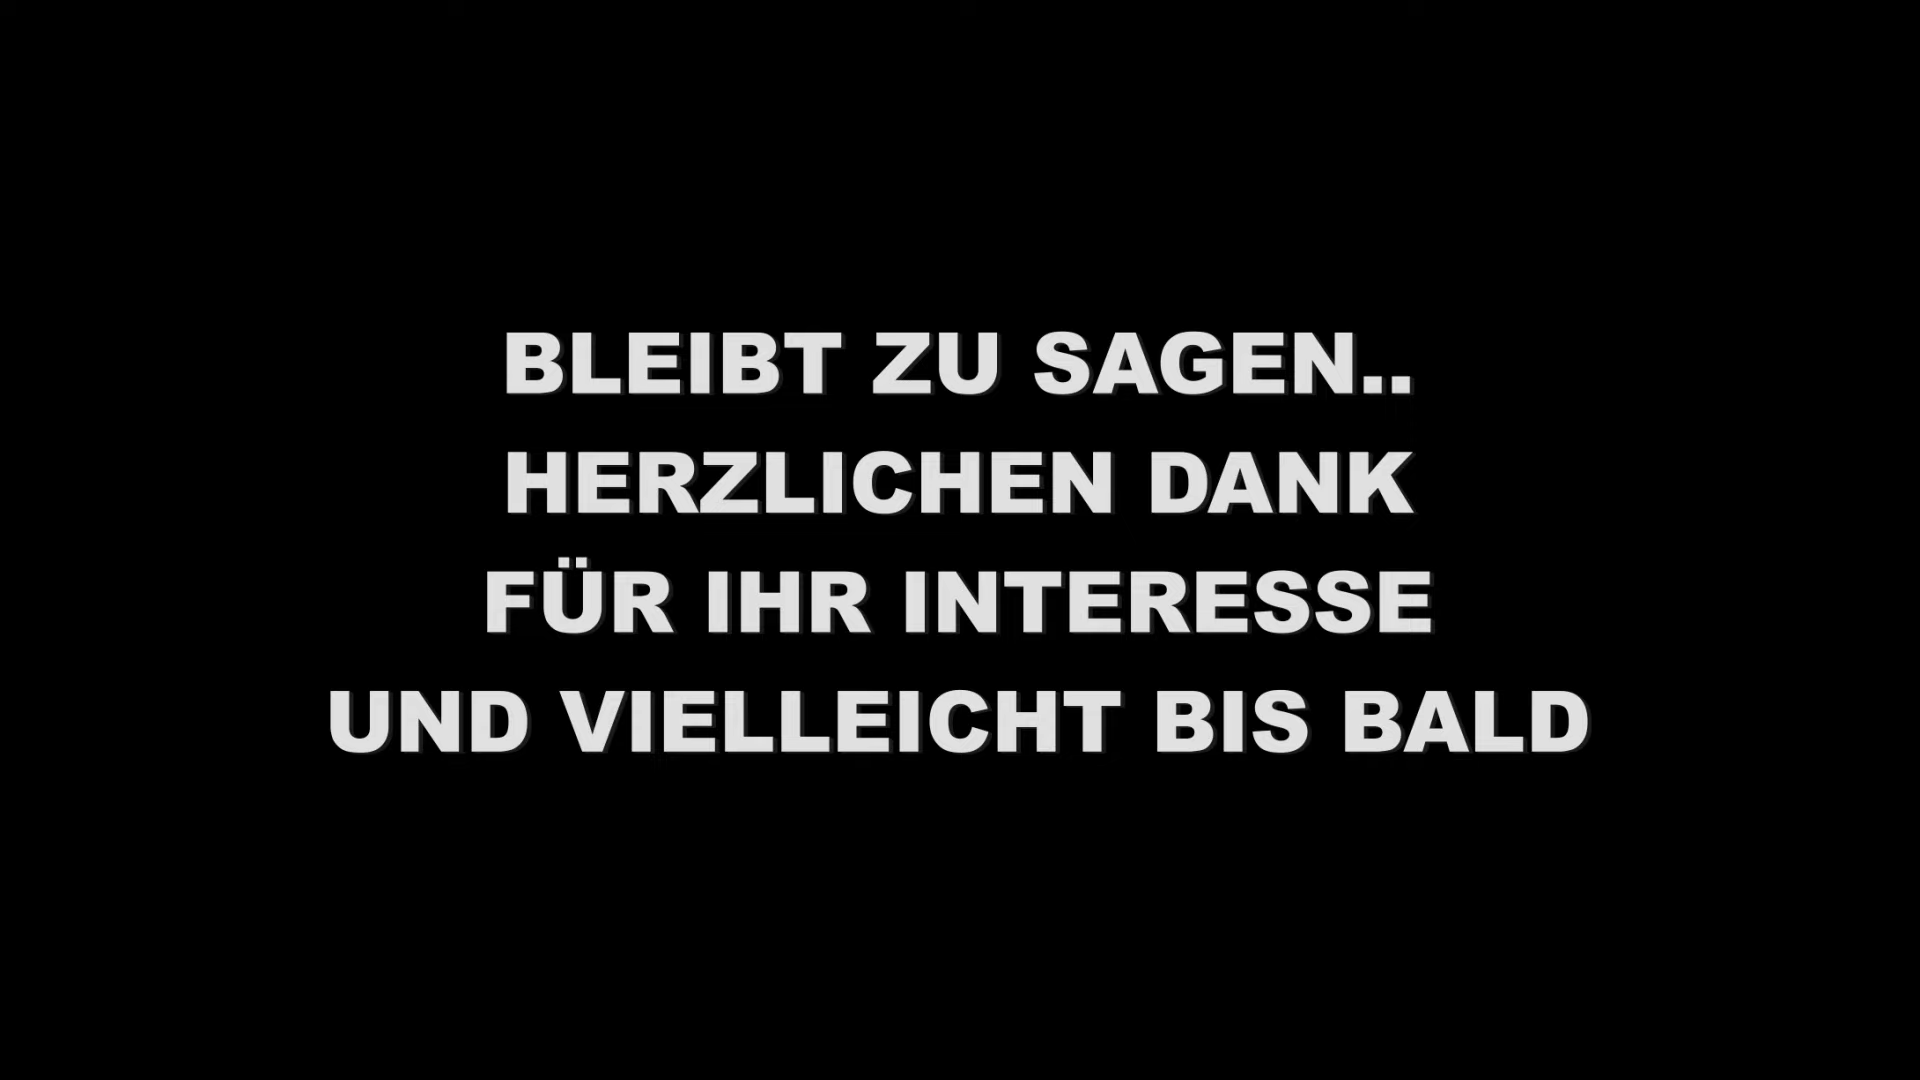 BLEIBT ZU SAGEN..
HERZLICHEN DANK
FÜR IHR INTERESSE
UND VIELLEICHT BIS BALD